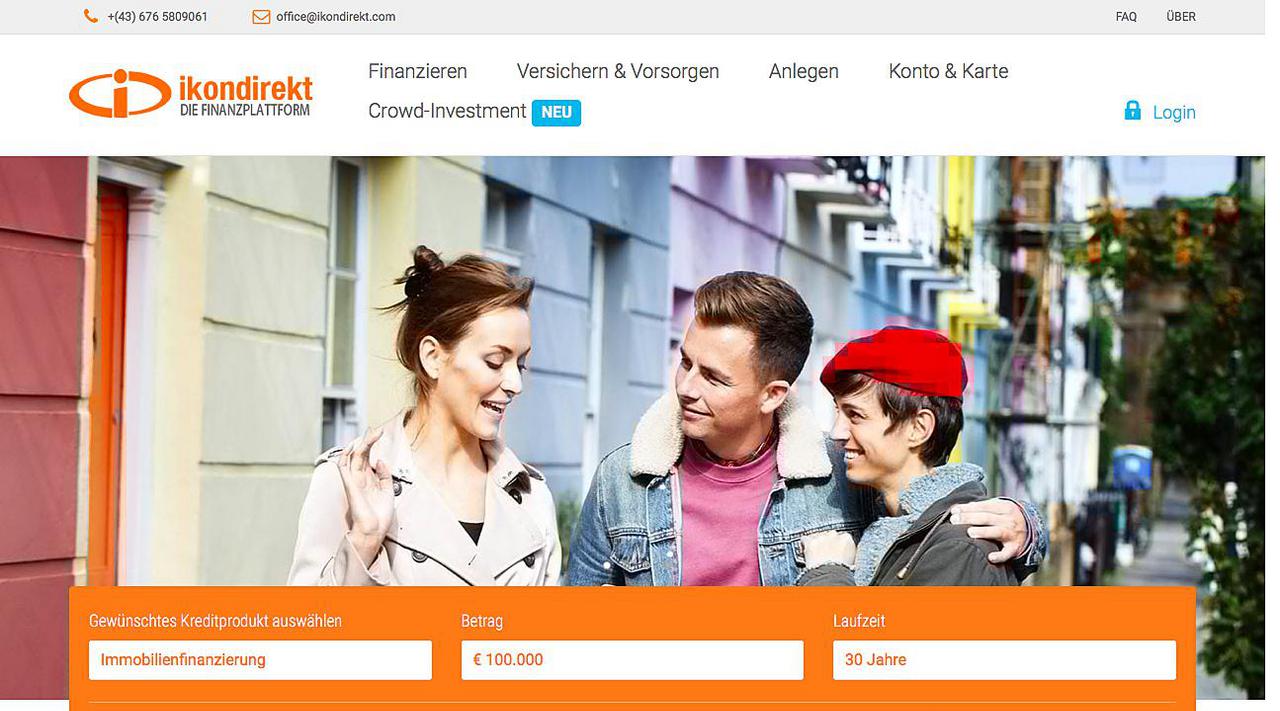 +(43) 676 5809061 office@ikondirekt.com FAQ ÜBER
ikondirekt
DIE FINANZPLATTFORM
Finanzieren Versichern & Vorsorgen Anlegen Konto & Karte
Crowd-Investment NEU
Login
Gewünschtes Kreditprodukt auswählen Betrag Laufzeit
Immobilienfinanzierung € 100.000 30 Jahre